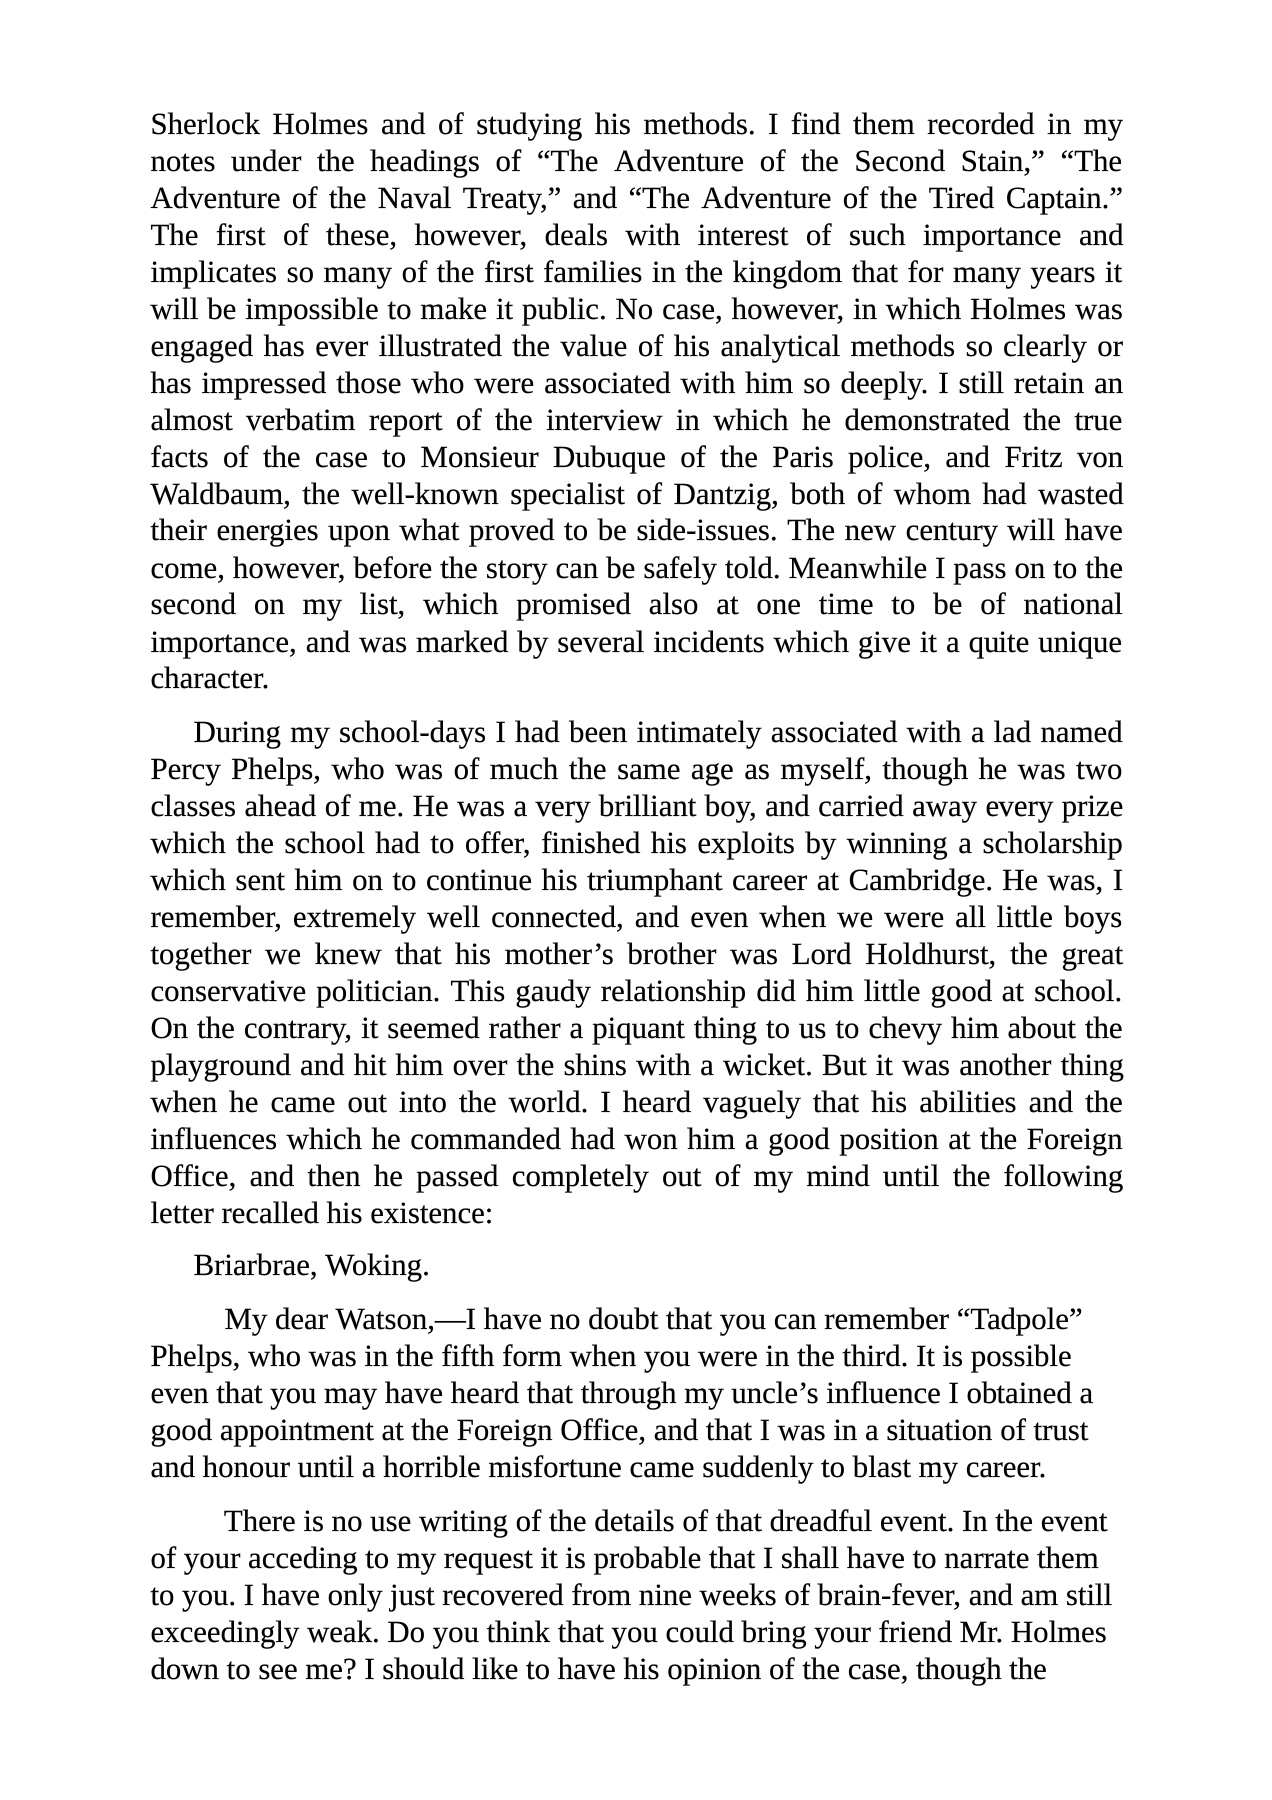 Sherlock Holmes and of studying his methods. I find them recorded in my
notes under the headings of “The Adventure of the Second Stain,” “The
Adventure of the Naval Treaty,” and “The Adventure of the Tired Captain.”
The first of these, however, deals with interest of such importance and
implicates so many of the first families in the kingdom that for many years it
will be impossible to make it public. No case, however, in which Holmes was
engaged has ever illustrated the value of his analytical methods so clearly or
has impressed those who were associated with him so deeply. I still retain an
almost verbatim report of the interview in which he demonstrated the true
facts of the case to Monsieur Dubuque of the Paris police, and Fritz von
Waldbaum, the well-known specialist of Dantzig, both of whom had wasted
their energies upon what proved to be side-issues. The new century will have
come, however, before the story can be safely told. Meanwhile I pass on to the
second on my list, which promised also at one time to be of national
importance, and was marked by several incidents which give it a quite unique
character.
During my school-days I had been intimately associated with a lad named
Percy Phelps, who was of much the same age as myself, though he was two
classes ahead of me. He was a very brilliant boy, and carried away every prize
which the school had to offer, finished his exploits by winning a scholarship
which sent him on to continue his triumphant career at Cambridge. He was, I
remember, extremely well connected, and even when we were all little boys
together we knew that his mother’s brother was Lord Holdhurst, the great
conservative politician. This gaudy relationship did him little good at school.
On the contrary, it seemed rather a piquant thing to us to chevy him about the
playground and hit him over the shins with a wicket. But it was another thing
when he came out into the world. I heard vaguely that his abilities and the
influences which he commanded had won him a good position at the Foreign
Office, and then he passed completely out of my mind until the following
letter recalled his existence:
Briarbrae, Woking.
My dear Watson,—I have no doubt that you can remember “Tadpole”
Phelps, who was in the fifth form when you were in the third. It is possible
even that you may have heard that through my uncle’s influence I obtained a
good appointment at the Foreign Office, and that I was in a situation of trust
and honour until a horrible misfortune came suddenly to blast my career.
There is no use writing of the details of that dreadful event. In the event
of your acceding to my request it is probable that I shall have to narrate them
to you. I have only just recovered from nine weeks of brain-fever, and am still
exceedingly weak. Do you think that you could bring your friend Mr. Holmes
down to see me? I should like to have his opinion of the case, though the